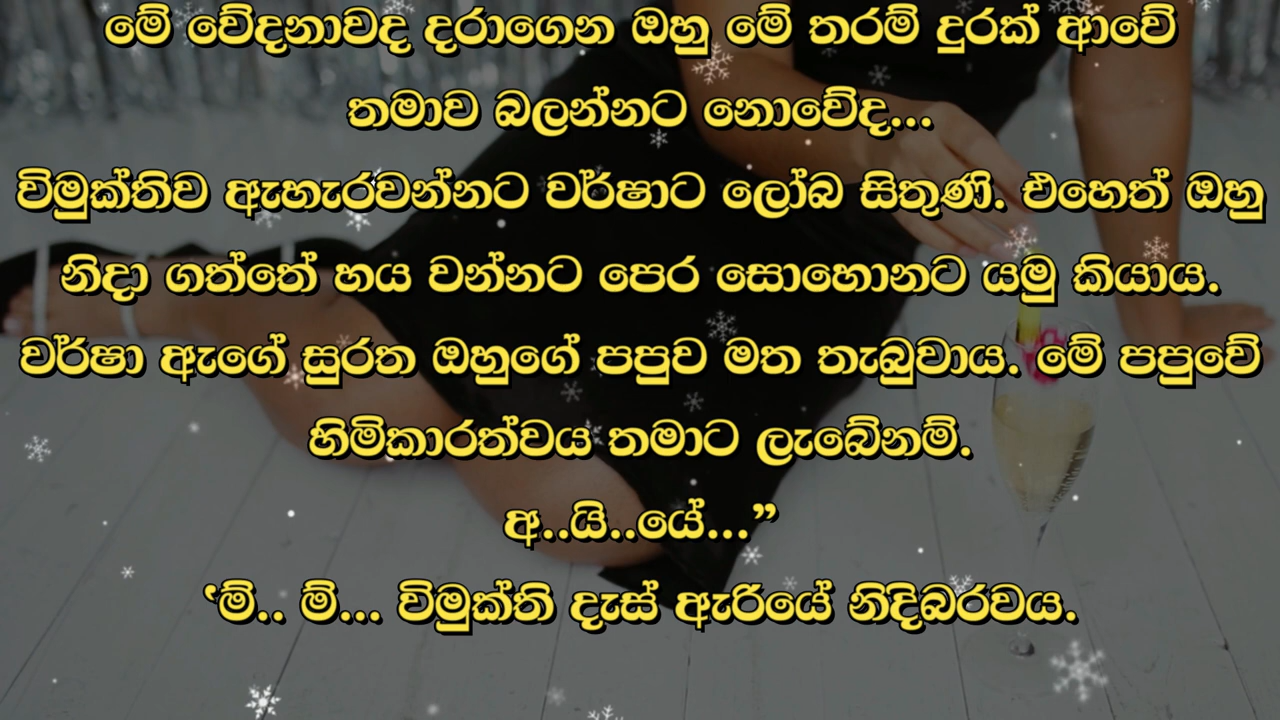 මේ වේදනාවද දරාගෙන ඔහු මේ තරම් දුරක් ආවේ
තමාව බලන්නට නොවේද...
විමුක්තිව ඇහැරවන්නට වර්ෂාට ලෝබ සිතුණි. එහෙත් ඔහු
නිදා ගත්තේ හය වන්නට පෙර සොහොනට යමු කියාය.
වර්ෂා ඇගේ සුරත ඔහුගේ පපුව මත තැබුවාය. මේ පපුවේ
හිමිකාරත්වය තමාට ලැබේනම්.
අ..යි..යේ...”
‛ම්.. ම්... විමුක්ති දෑස් ඇරියේ නිදිබරවය.